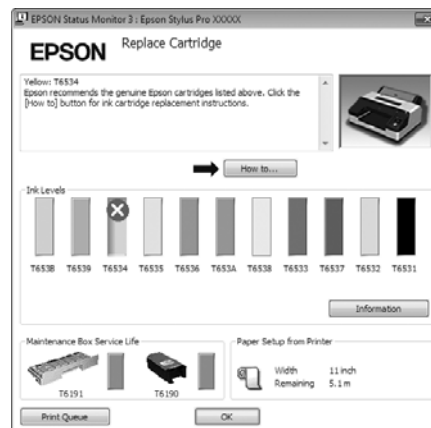 EPSON Status Monitor 3 : Epson Stylus Pro XXXXX
EPSON
Replace Cartridge
Yellow: T6534
Epson recommends the genuine Epson cartridges listed above. Click the
[How to] button for ink cartridge replacement instructions.
How to...
Ink Levels
T653B T6539 T6534 T6535 T6536 T653A T6538 T6533 T6537 T6532 T6531
Information
Maintenance Box Service Life
T6191 T6190
Paper Setup from Printer
Width 11 inch
Remaining 5.1 m
Print Queue
OK